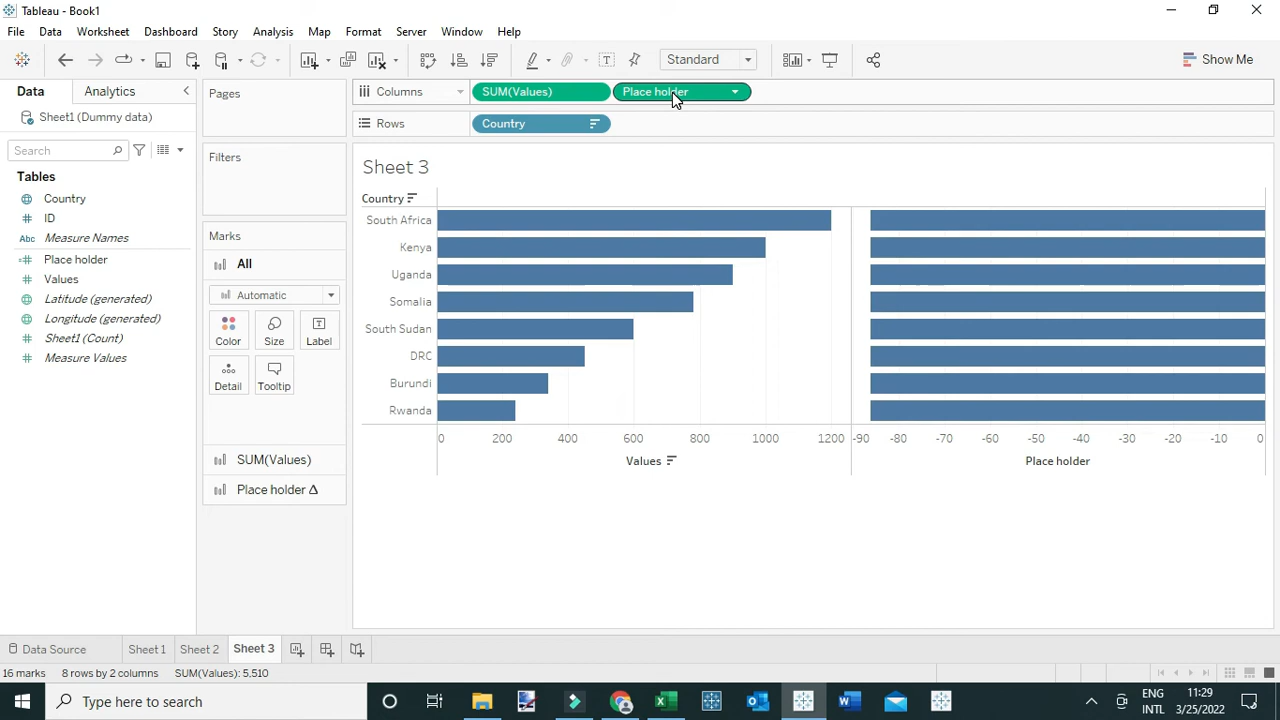 Tableau - Book1
File Data Worksheet Dashboard Story Analysis Map Format Server Window Help
Standard
Show Me
Data Analytics
Sheet1 (Dummy data)
Search
Tables
Country
ID
Abc Measure Names
Place holder
Values
Latitude (generated)
Longitude (generated)
Sheet1 (Count)
Measure Values
Pages
Filters
Marks
All
Automatic
Color Size Label
Detail Tooltip
SUM(Values)
Place holder Δ
Columns SUM(Values) Place holder
Rows Country
Sheet 3
Country
South Africa
Kenya
Uganda
Somalia
South Sudan
DRC
Burundi
Rwanda
0 200 400 600 800 1000 1200 -90 -80 -70 -60 -50 -40 -30 -20 -10 0
Values Place holder
Data Source Sheet 1 Sheet 2 Sheet 3
16 marks 8 rows by 2 columns SUM(Values): 5,510
Type here to search
ENG
INTL
11:29
3/25/2022